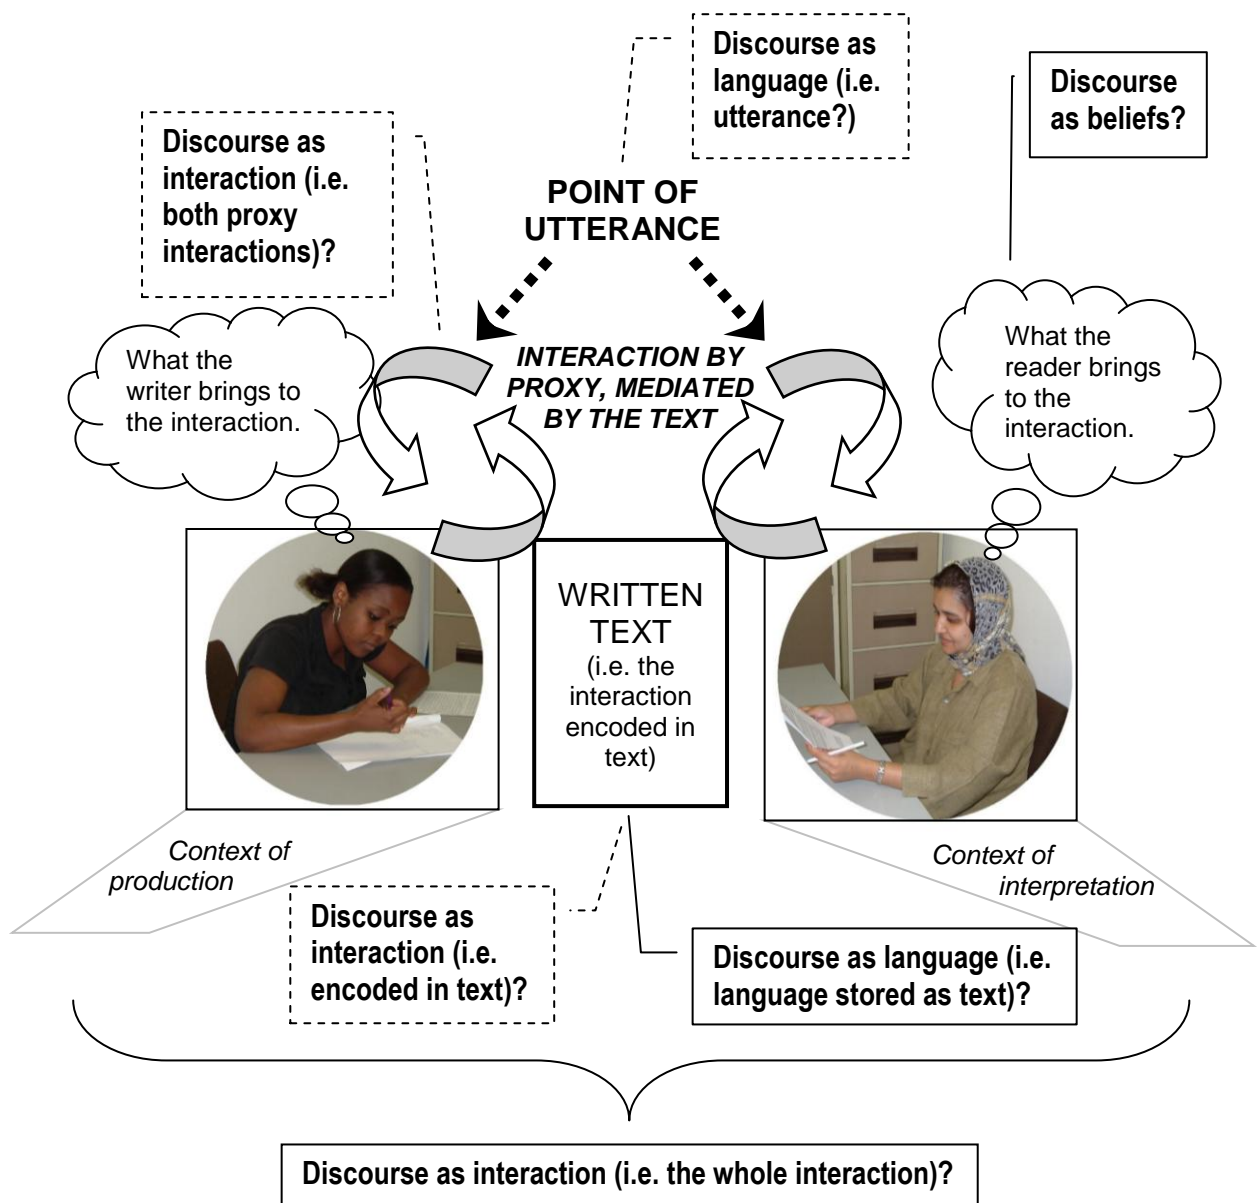 Discourse as
language (i.e.
utterance?)
Discourse
as beliefs?
Discourse as
interaction (i.e.
both proxy
interactions)?
POINT OF
UTTERANCE
What the
writer brings to
the interaction.
INTERACTION BY
PROXY, MEDIATED
BY THE TEXT
What the
reader brings
to the
interaction.
WRITTEN
TEXT
(i.e. the
interaction
encoded in
text)
Context of
production
Context of
interpretation
Discourse as
interaction (i.e.
encoded in text)?
Discourse as language (i.e.
language stored as text)?
Discourse as interaction (i.e. the whole interaction)?